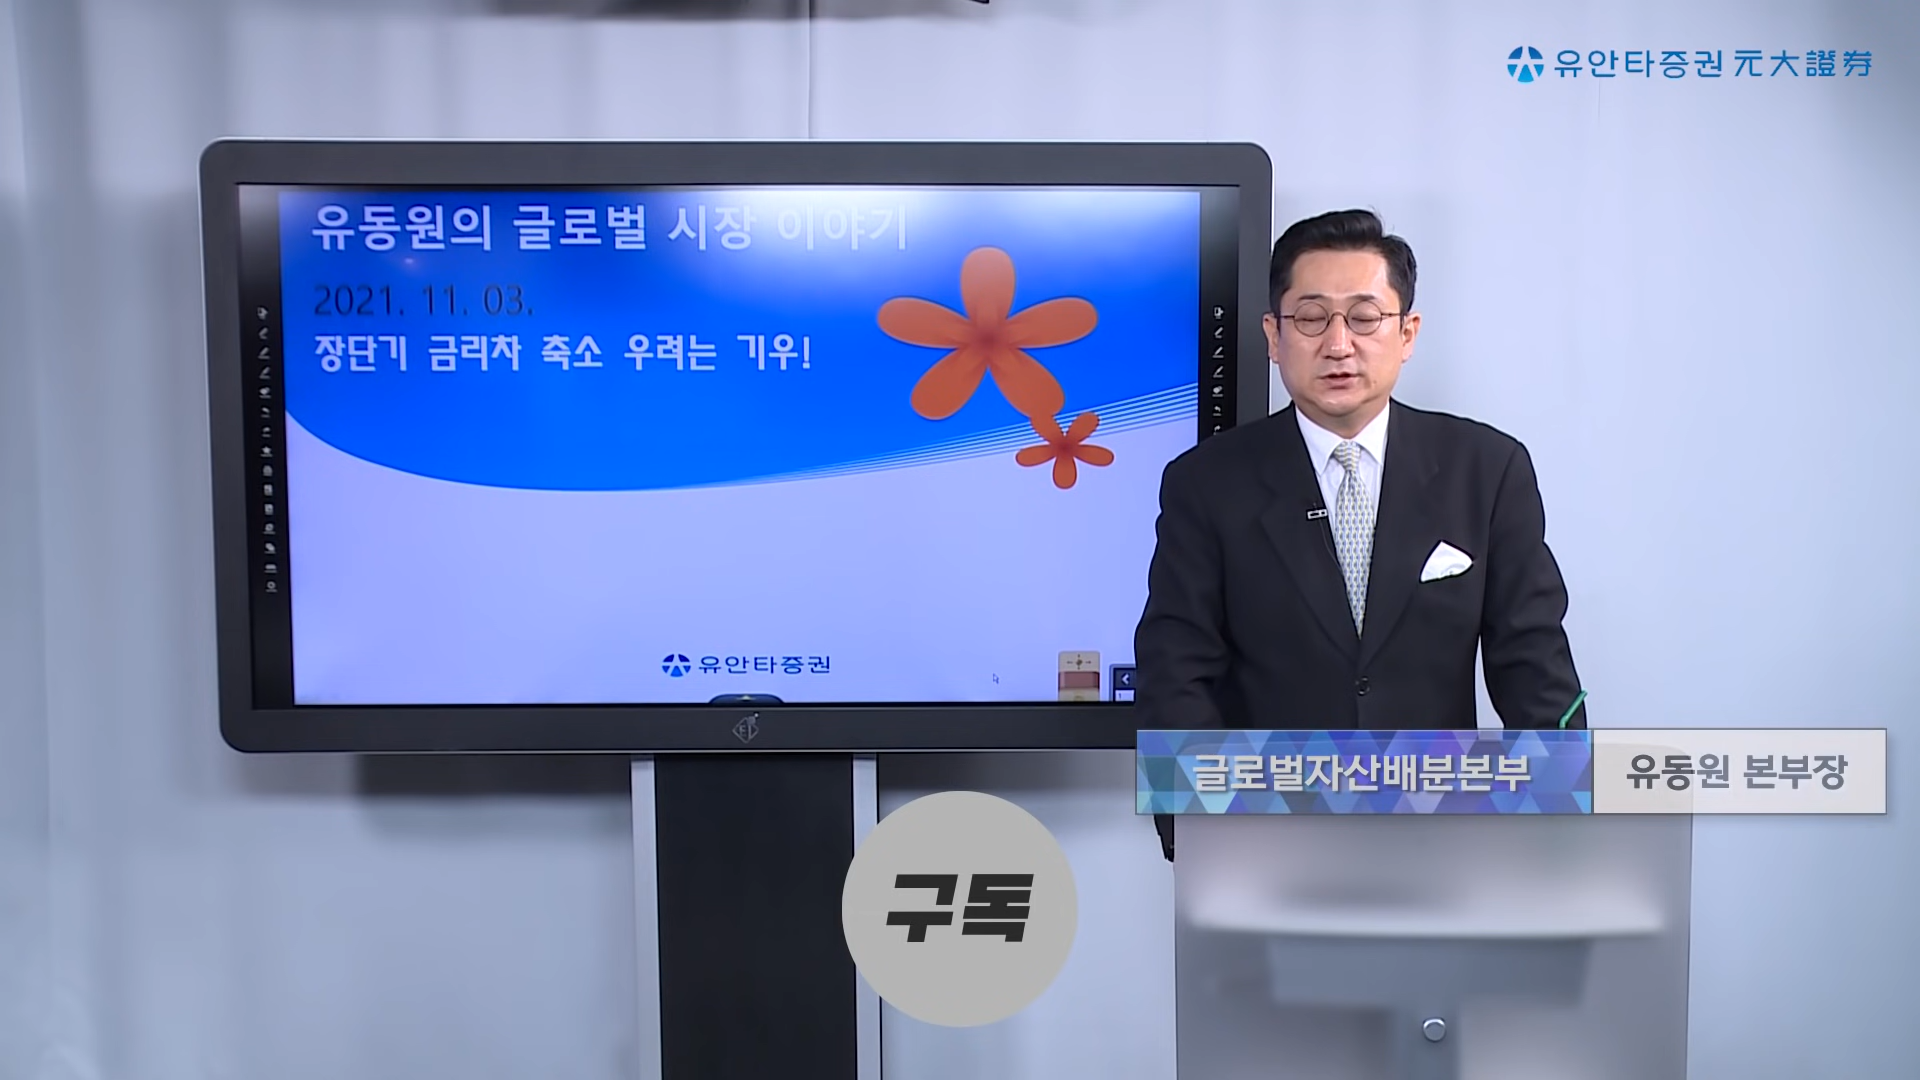 유안타증권 元大證券
유동원의 글로벌 시장 이야기
2021. 11. 03.
장단기 금리차 축소 우려는 기우!
유안타증권
글로벌자산배분본부
유동원 본부장
구독